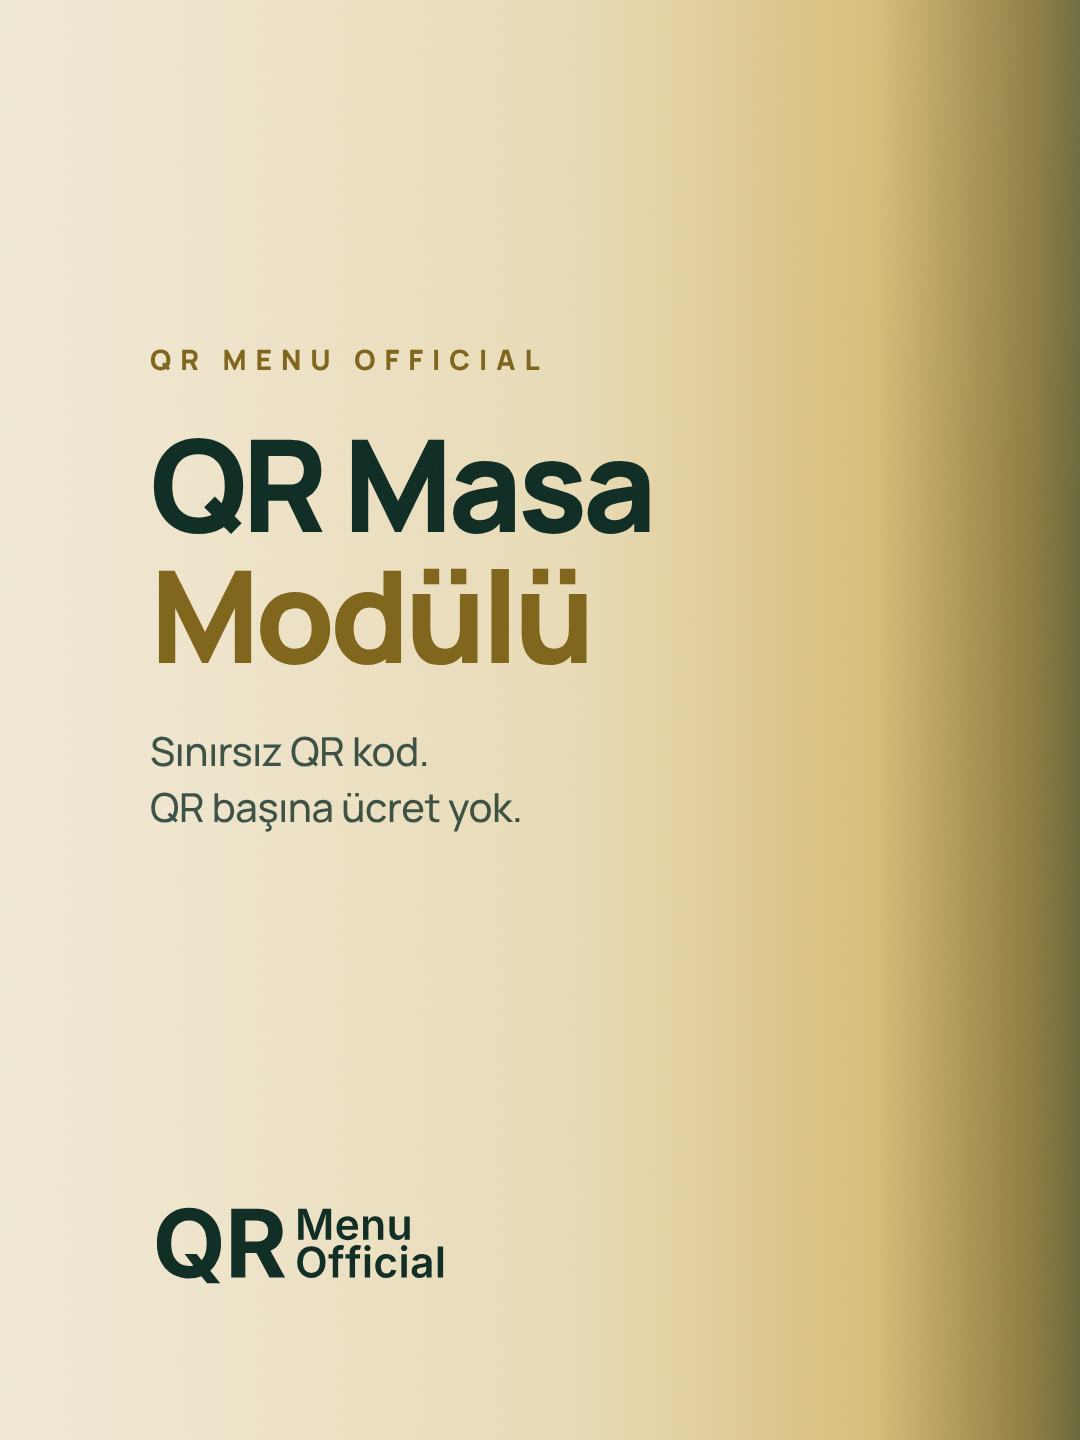 QR MENU OFFICIAL
QR Masa
Modülü
Sınırsız QR kod.
QR başına ücret yok.
QR Menu
Official